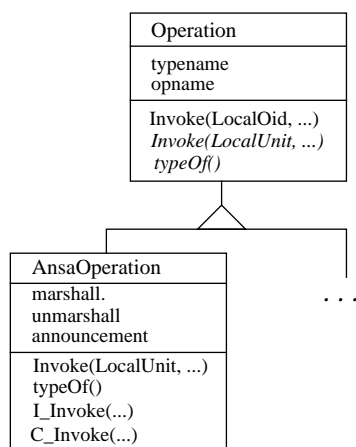 Operation
typename
opname
Invoke(LocalOid, ...)
Invoke(LocalUnit, ...)
typeOf()
AnsaOperation
marshall.
unmarshall
announcement
Invoke(LocalUnit, ...)
typeOf()
I_Invoke(...)
C_Invoke(...)
. . .